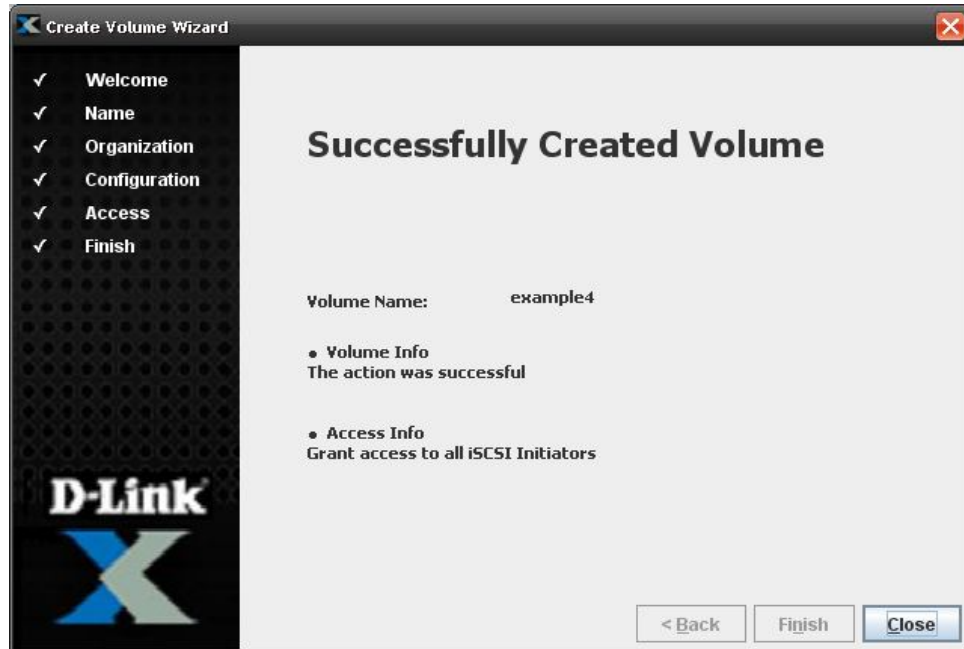 Create Volume Wizard
Welcome
Name
Organization
Configuration
Access
Finish
D-Link
Successfully Created Volume
Volume Name: example4
• Volume Info
The action was successful
• Access Info
Grant access to all iSCSI Initiators
< Back Finish Close